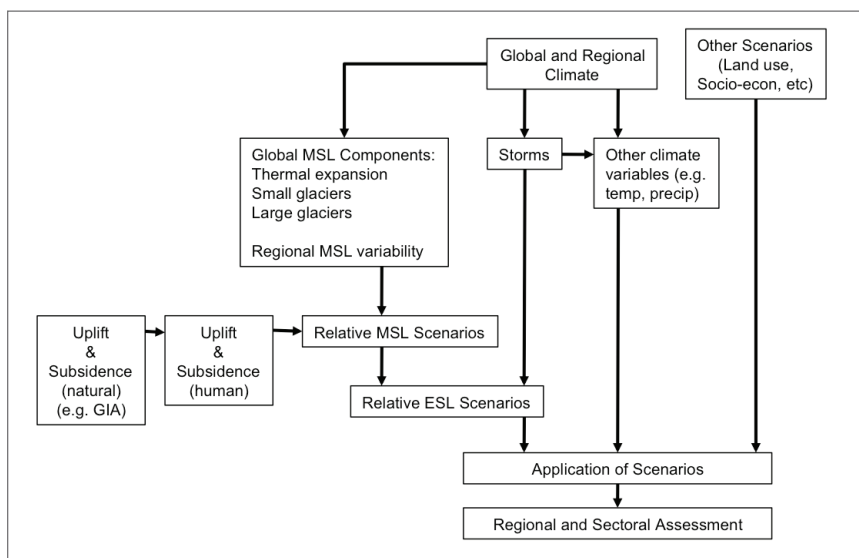 Global and Regional
Climate
Other Scenarios
(Land use,
Socio-econ, etc)
Global MSL Components:
Thermal expansion
Small glaciers
Large glaciers
Regional MSL variability
Storms
Other climate
variables (e.g.
temp, precip)
Uplift
&
Subsidence
(natural)
(e.g. GIA)
Uplift
&
Subsidence
(human)
Relative MSL Scenarios
Relative ESL Scenarios
Application of Scenarios
Regional and Sectoral Assessment